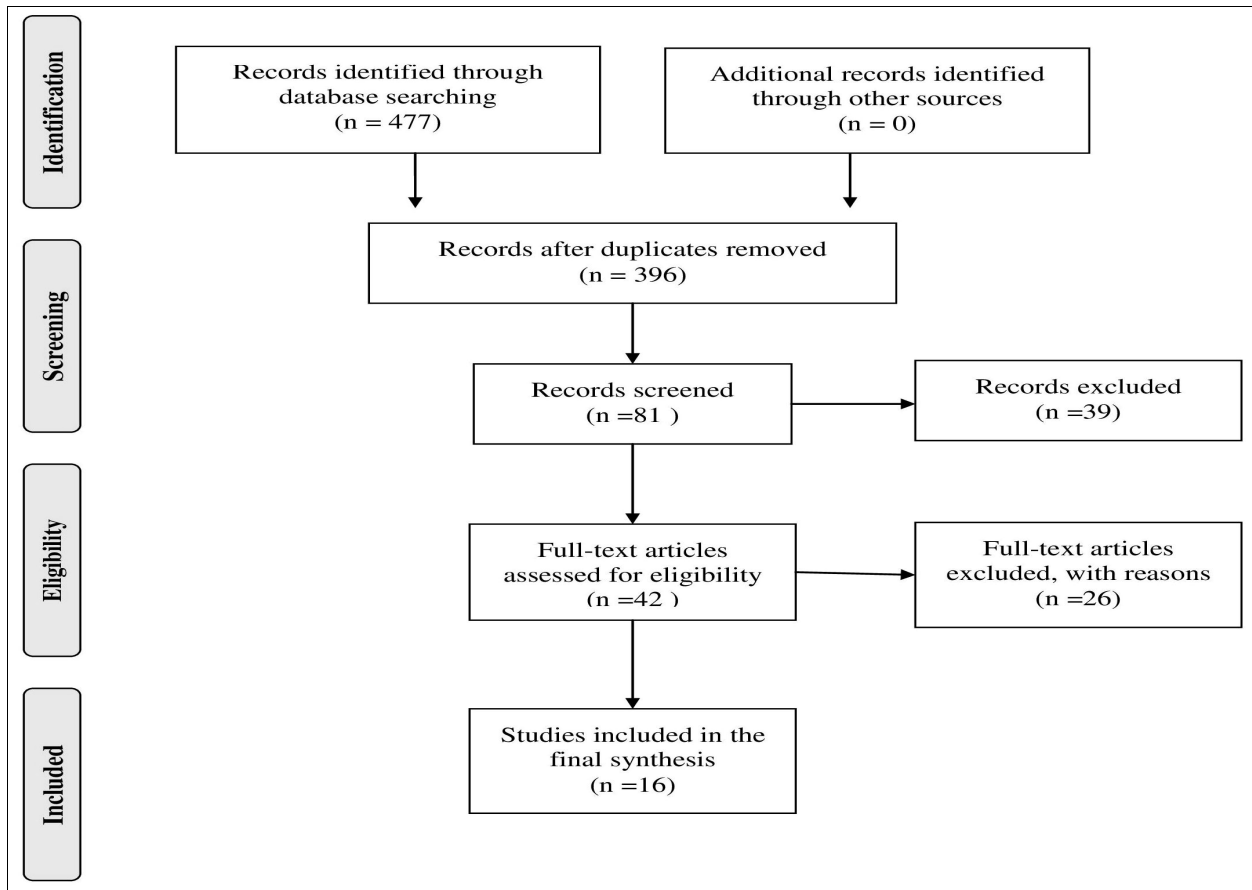 Identification
Records identified through
database searching
(n = 477)
Additional records identified
through other sources
(n = 0)
Screening
Records after duplicates removed
(n = 396)
Records screened
(n =81 )
Records excluded
(n =39)
Eligibility
Full-text articles
assessed for eligibility
(n =42 )
Full-text articles
excluded, with reasons
(n =26)
Included
Studies included in the
final synthesis
(n =16)